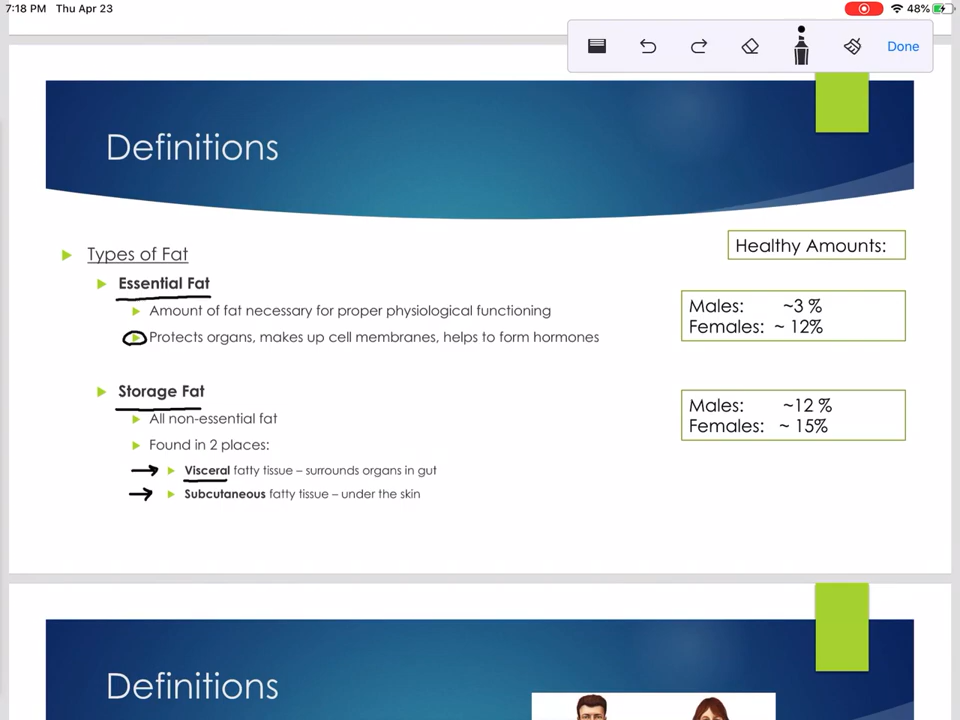 7:18 PM Thu Apr 23
48%
Done
Definitions
Types of Fat
Healthy Amounts:
Essential Fat
Amount of fat necessary for proper physiological functioning
Protects organs, makes up cell membranes, helps to form hormones
Males: ~3 %
Females: ~ 12%
Storage Fat
All non-essential fat
Found in 2 places:
Visceral fatty tissue – surrounds organs in gut
Subcutaneous fatty tissue – under the skin
Males: ~12 %
Females: ~ 15%
Definitions